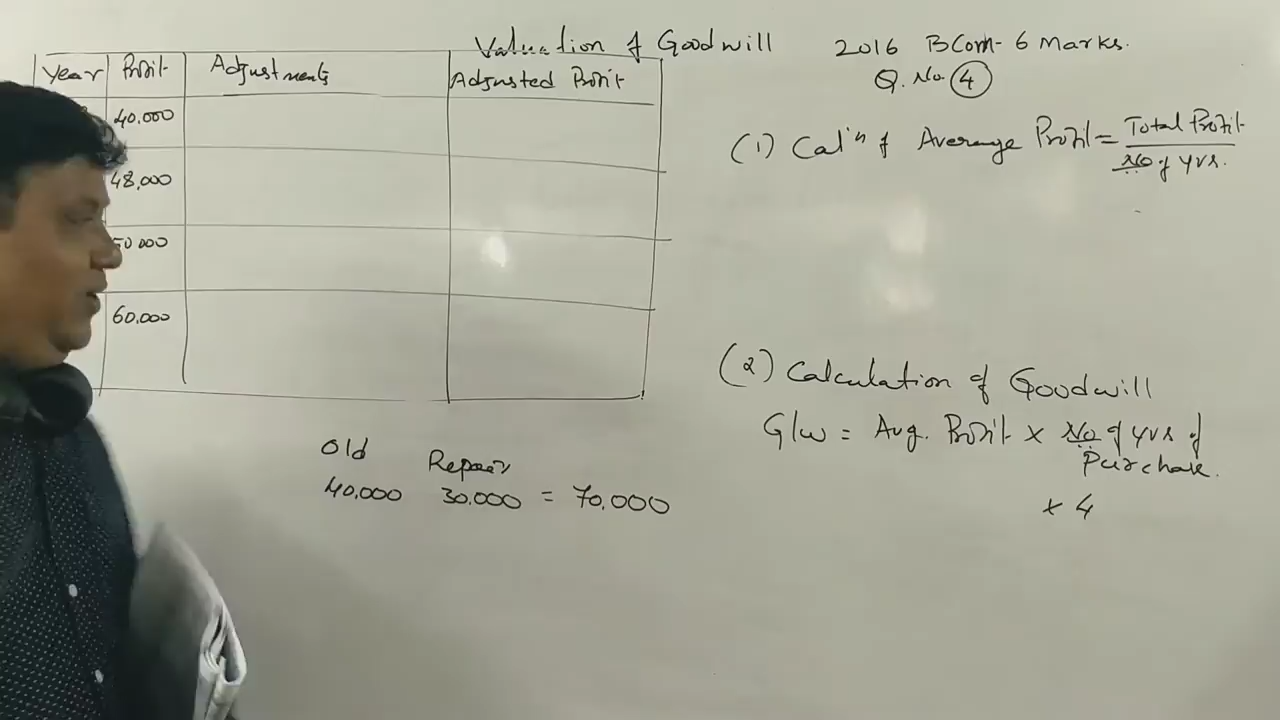 Valuation of Goodwill
2016 BCom- 6 Marks.
Q. No. 4
Year Profit Adjustments Adjusted Profit
40,000
48,000
50 000
60,000
(1) Cal'n of Average Profit = Total Profit
No of yrs.
(2) Calculation of Goodwill
G/w = Avg. Profit × No of yrs of
Purchase.
× 4
Old Repair
40,000 30,000 = 70,000